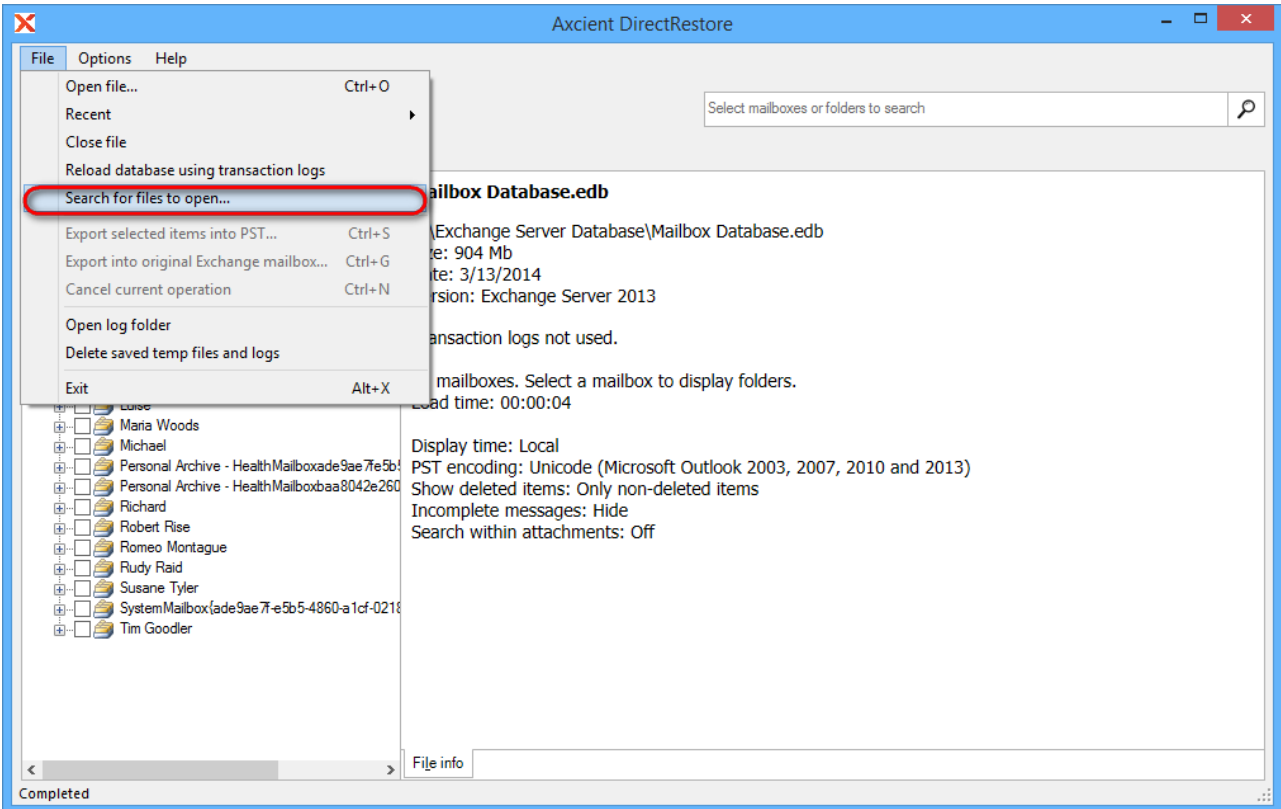 Axcient DirectRestore
File Options Help
Open file... Ctrl+O
Recent
Close file
Reload database using transaction logs
Search for files to open...
Export selected items into PST... Ctrl+S
Export into original Exchange mailbox... Ctrl+G
Cancel current operation Ctrl+N
Open log folder
Delete saved temp files and logs
Exit Alt+X
Select mailboxes or folders to search
Luise
Maria Woods
Michael
Personal Archive - HealthMailboxade9ae7fe5b5
Personal Archive - HealthMailboxbaa8042e260
Richard
Robert Rise
Romeo Montague
Rudy Raid
Susane Tyler
SystemMailbox{ade9ae7f-e5b5-4860-a1cf-0218
Tim Goodler
ailbox Database.edb
\Exchange Server Database\Mailbox Database.edb
ze: 904 Mb
te: 3/13/2014
rsion: Exchange Server 2013
ansaction logs not used.
mailboxes. Select a mailbox to display folders.
Load time: 00:00:04
Display time: Local
PST encoding: Unicode (Microsoft Outlook 2003, 2007, 2010 and 2013)
Show deleted items: Only non-deleted items
Incomplete messages: Hide
Search within attachments: Off
File info
Completed